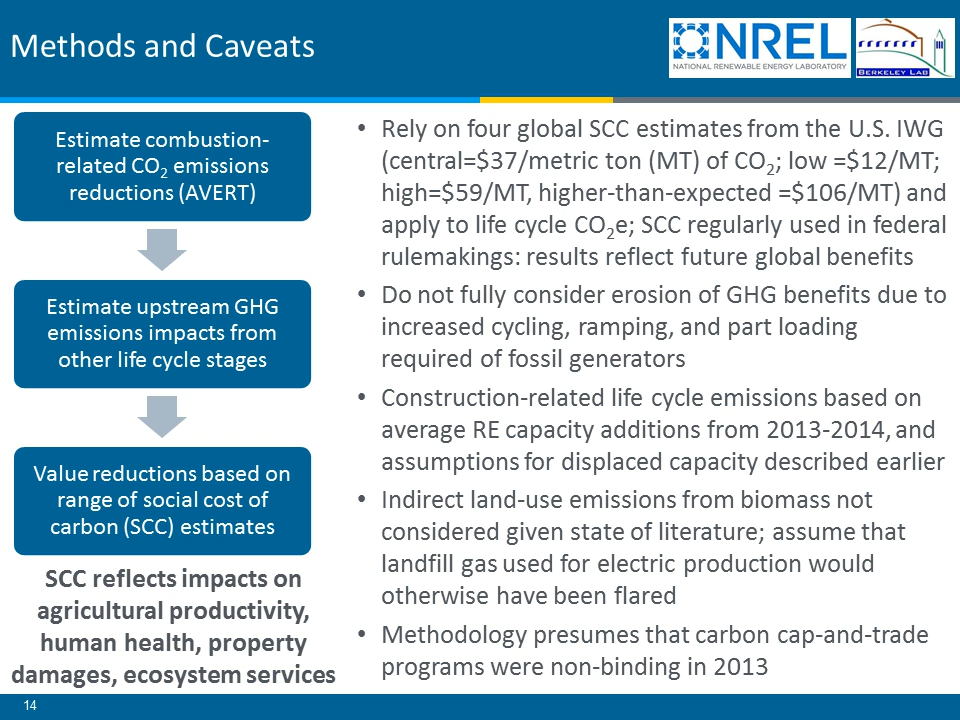 Methods and Caveats
NREL
NATIONAL RENEWABLE ENERGY LABORATORY
BERKELEY LAB
Estimate combustion-
related CO2 emissions
reductions (AVERT)
Estimate upstream GHG
emissions impacts from
other life cycle stages
Value reductions based on
range of social cost of
carbon (SCC) estimates
SCC reflects impacts on
agricultural productivity,
human health, property
damages, ecosystem services
• Rely on four global SCC estimates from the U.S. IWG
(central=$37/metric ton (MT) of CO2; low =$12/MT;
high=$59/MT, higher-than-expected =$106/MT) and
apply to life cycle CO2e; SCC regularly used in federal
rulemakings: results reflect future global benefits
• Do not fully consider erosion of GHG benefits due to
increased cycling, ramping, and part loading
required of fossil generators
• Construction-related life cycle emissions based on
average RE capacity additions from 2013-2014, and
assumptions for displaced capacity described earlier
• Indirect land-use emissions from biomass not
considered given state of literature; assume that
landfill gas used for electric production would
otherwise have been flared
• Methodology presumes that carbon cap-and-trade
programs were non-binding in 2013
14